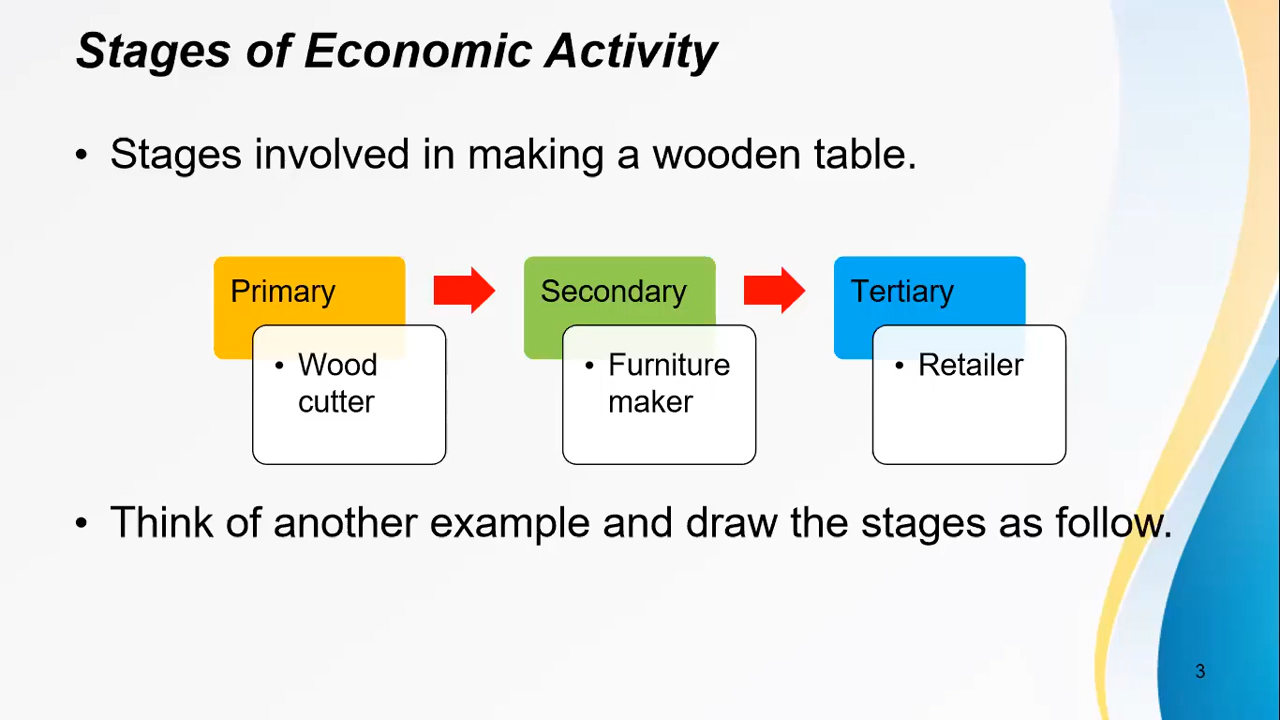 Stages of Economic Activity
• Stages involved in making a wooden table.
Primary
• Wood
cutter
Secondary
• Furniture
maker
Tertiary
• Retailer
• Think of another example and draw the stages as follow.
3